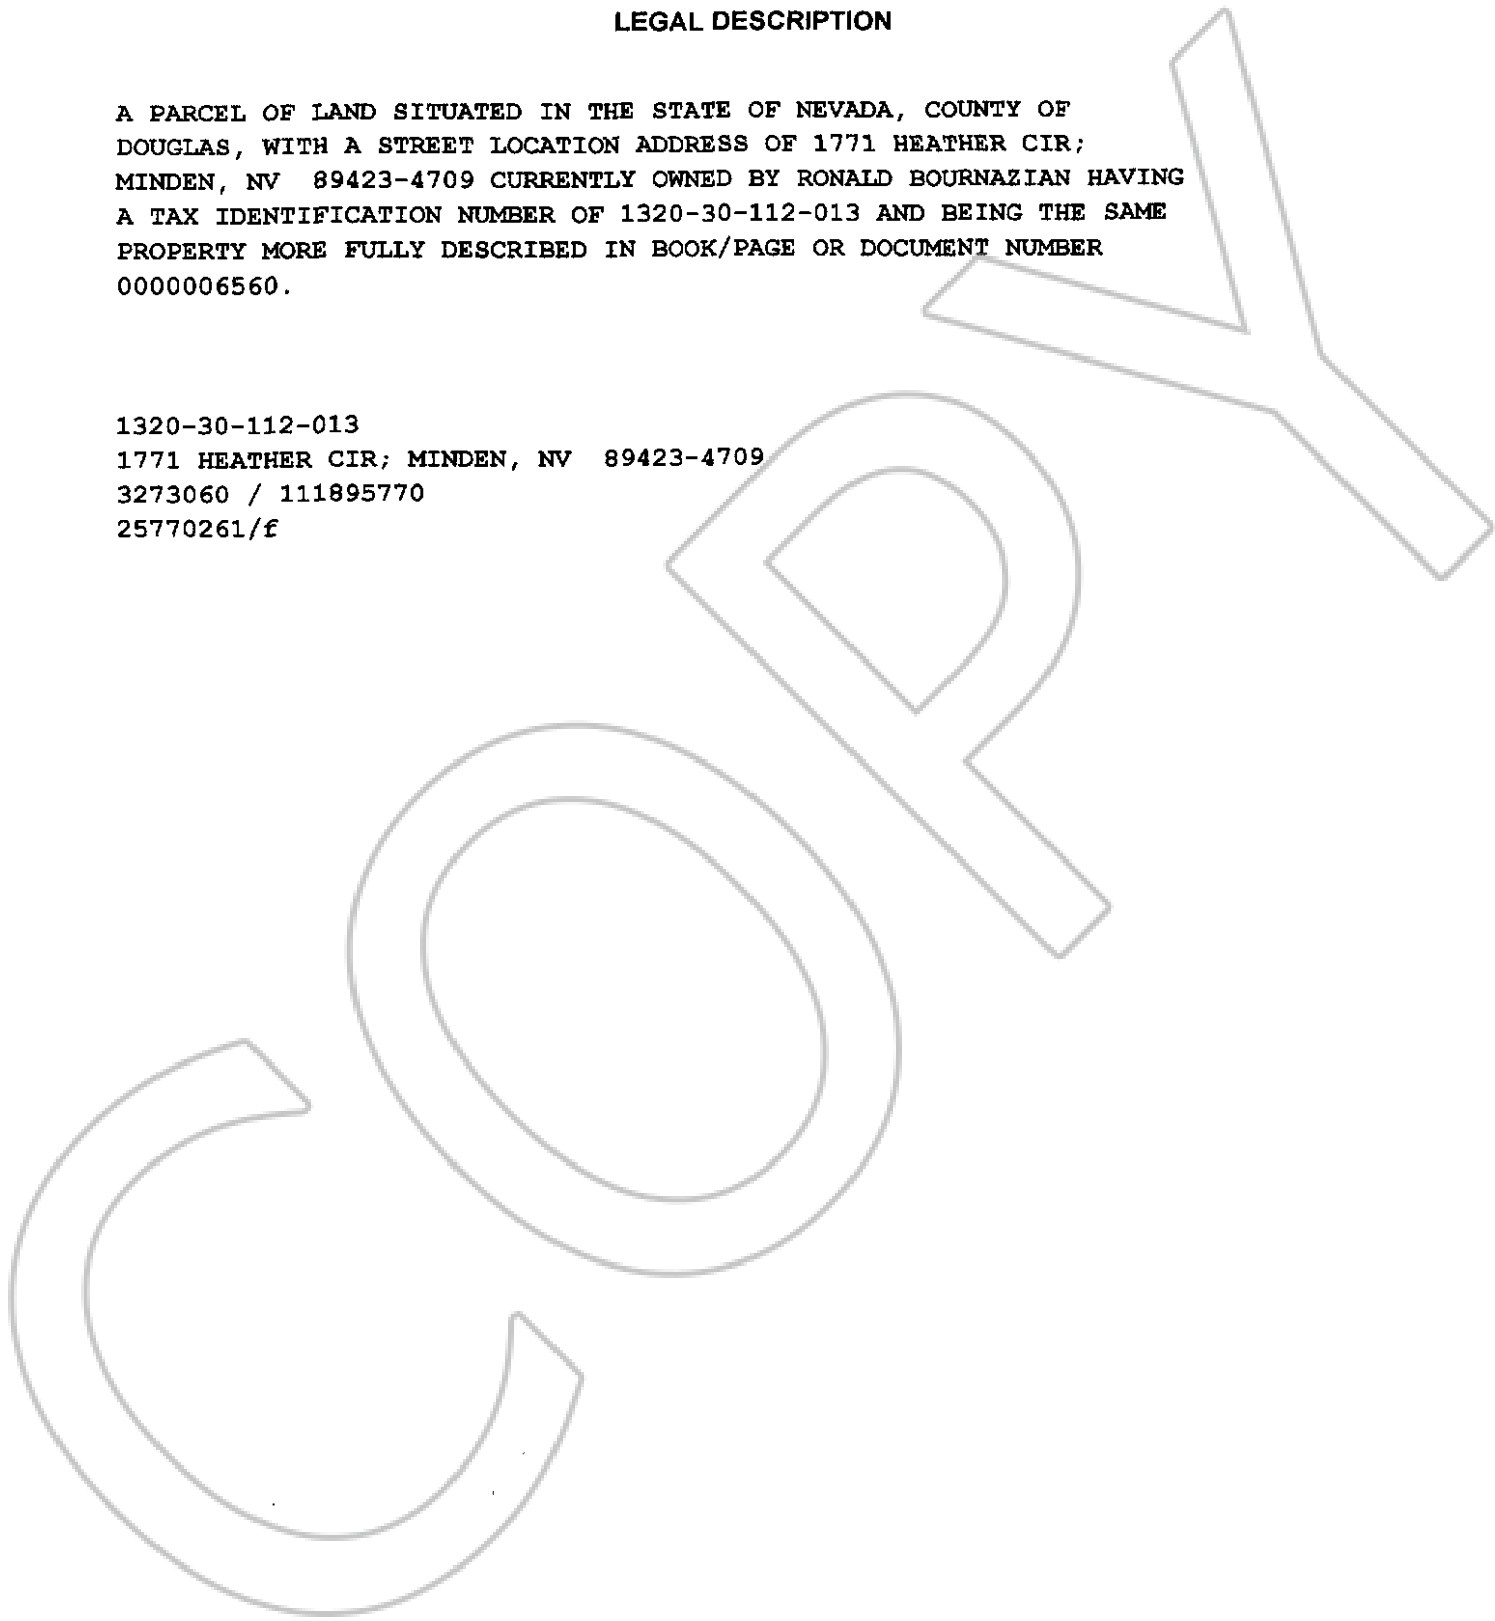 LEGAL DESCRIPTION
A PARCEL OF LAND SITUATED IN THE STATE OF NEVADA, COUNTY OF
DOUGLAS, WITH A STREET LOCATION ADDRESS OF 1771 HEATHER CIR;
MINDEN, NV  89423-4709 CURRENTLY OWNED BY RONALD BOURNAZIAN HAVING
A TAX IDENTIFICATION NUMBER OF 1320-30-112-013 AND BEING THE SAME
PROPERTY MORE FULLY DESCRIBED IN BOOK/PAGE OR DOCUMENT NUMBER
0000006560.
1320-30-112-013
1771 HEATHER CIR; MINDEN, NV  89423-4709
3273060 / 111895770
25770261/f
COPY